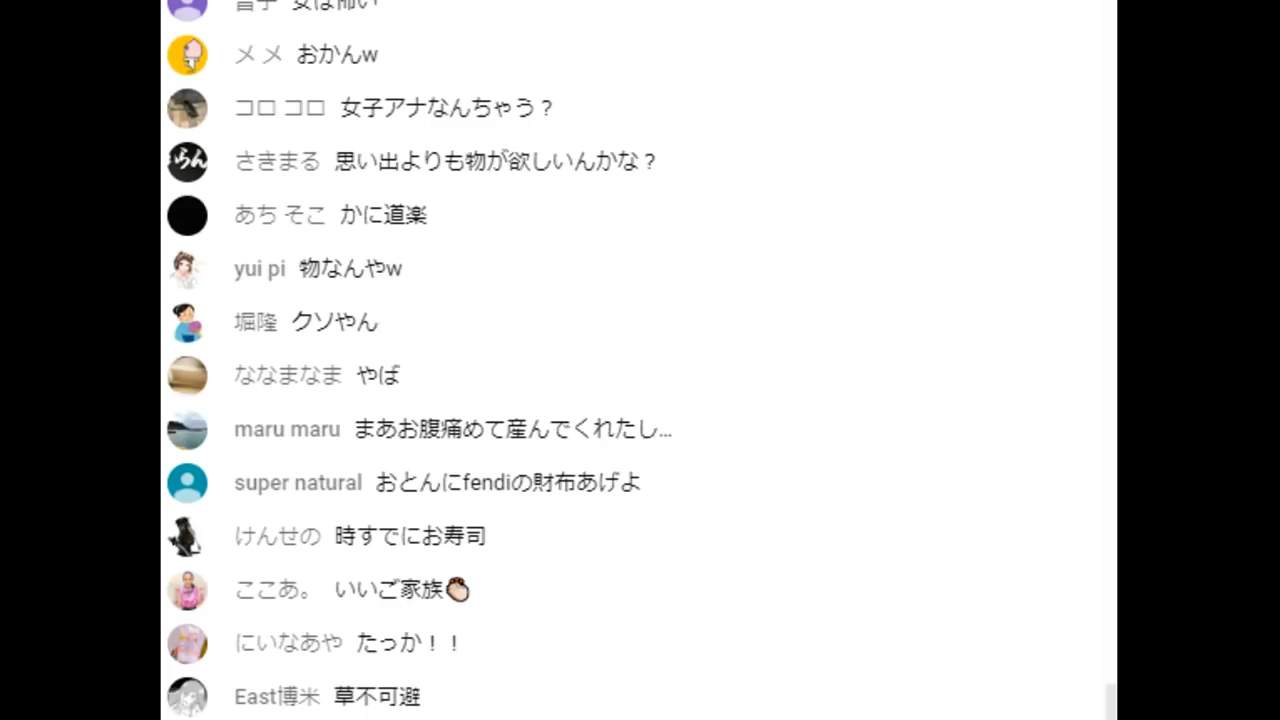 メ メ おかんw
コロ コロ 女子アナなんちゃう？
さきまる 思い出よりも物が欲しいんかな？
らん
あち そこ かに道楽
yui pi 物なんやw
堀隆 クソやん
ななまなま やば
maru maru まあお腹痛めて産んでくれたし...
super natural おとんにfendiの財布あげよ
けんせの 時すでにお寿司
ここあ。 いいご家族👏
にいなあや たっか！！
East博米 草不可避